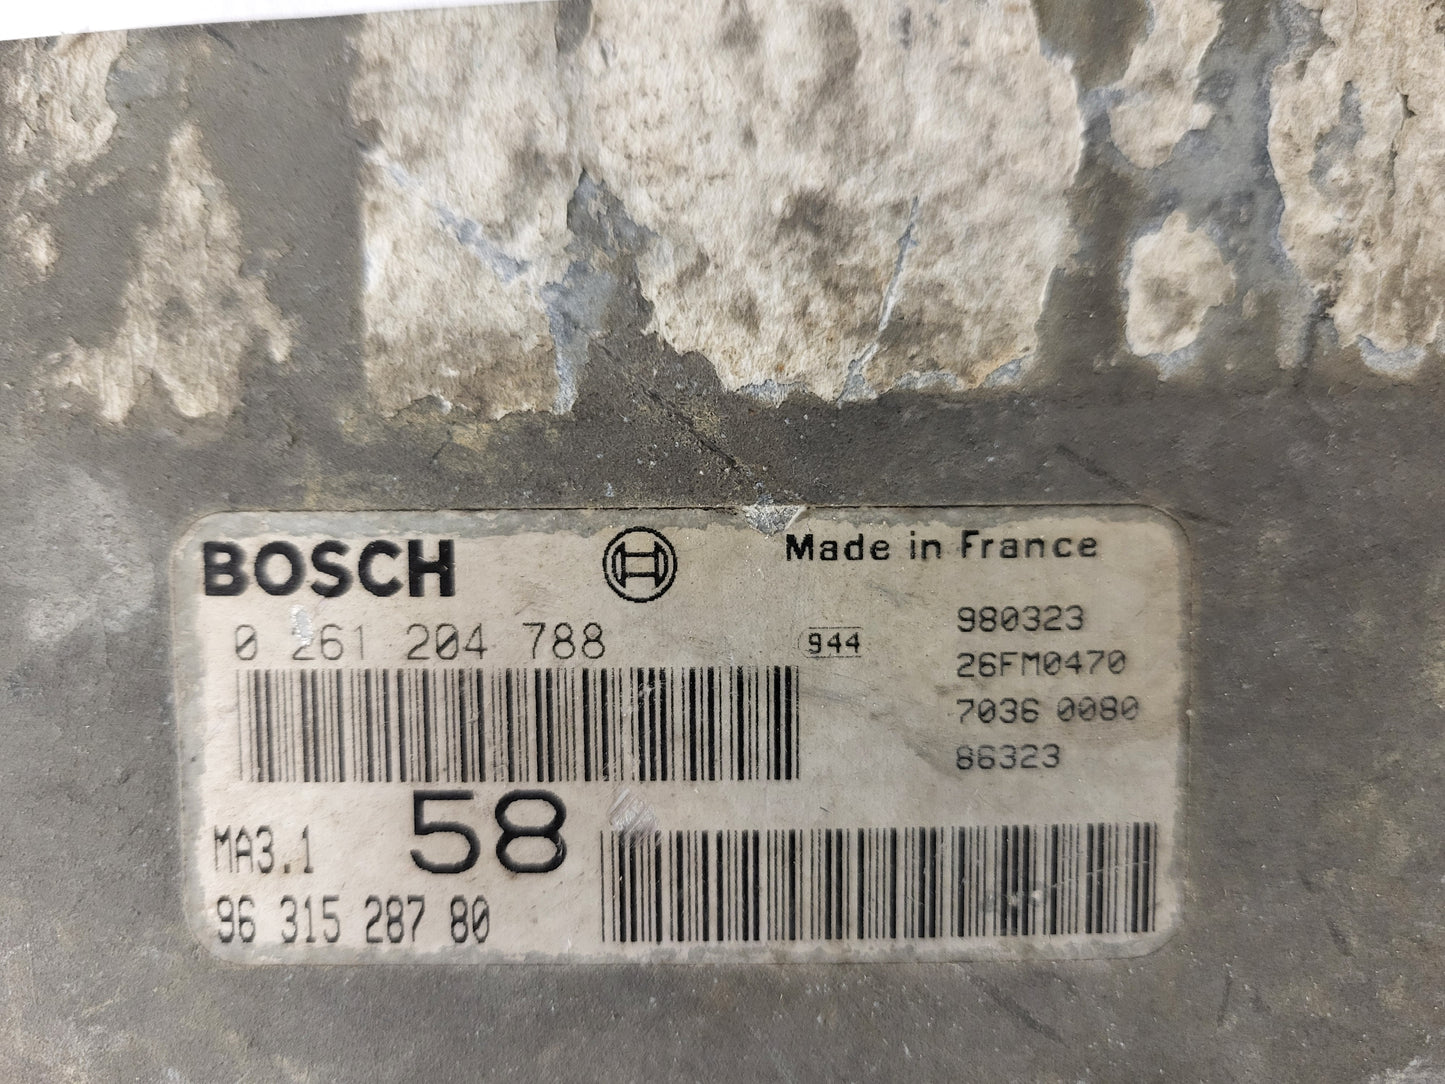 BOSCH
Made in France
0 261 204 788
944
980323
26FM0470
7036 0080
86323
MA3.1
58
96 315 287 80